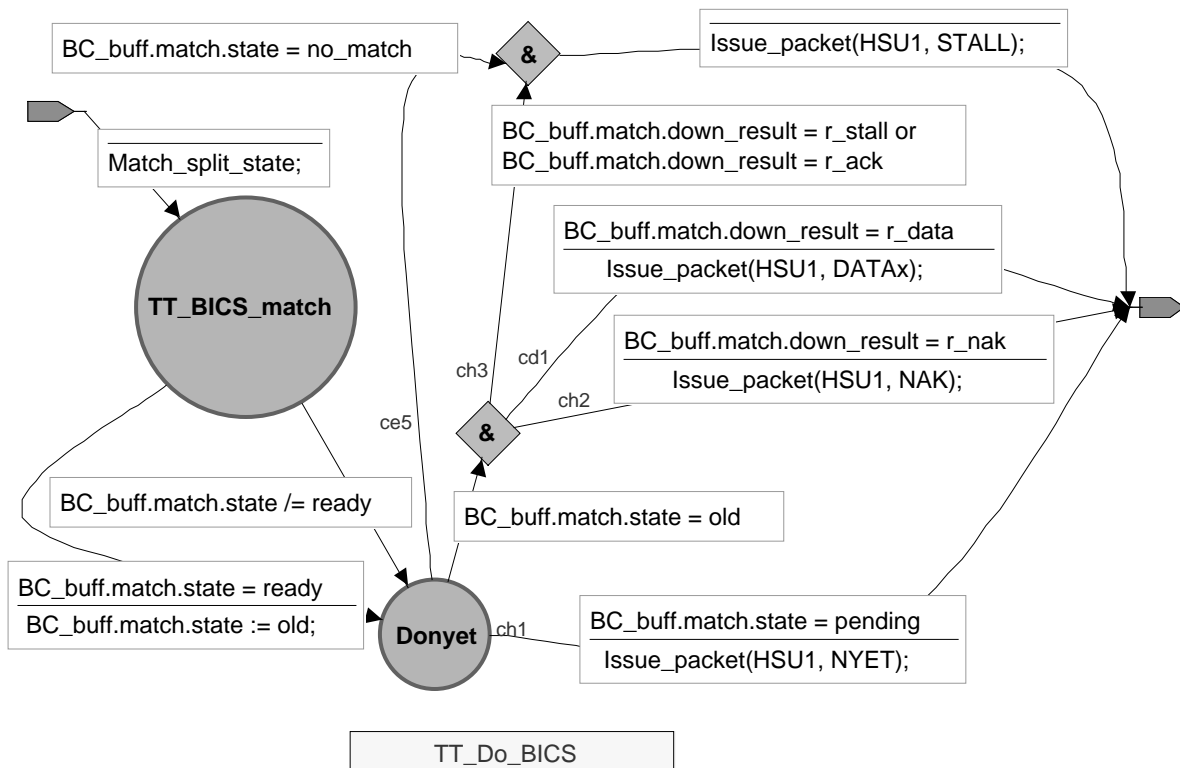 BC_buff.match.state = no_match
&
Issue_packet(HSU1, STALL);
Match_split_state;
BC_buff.match.down_result = r_stall or
BC_buff.match.down_result = r_ack
TT_BICS_match
BC_buff.match.down_result = r_data
Issue_packet(HSU1, DATAx);
BC_buff.match.down_result = r_nak
Issue_packet(HSU1, NAK);
ch3
cd1
ch2
ce5
&
BC_buff.match.state /= ready
BC_buff.match.state = old
BC_buff.match.state = ready
BC_buff.match.state := old;
Donyet
ch1
BC_buff.match.state = pending
Issue_packet(HSU1, NYET);
TT_Do_BICS